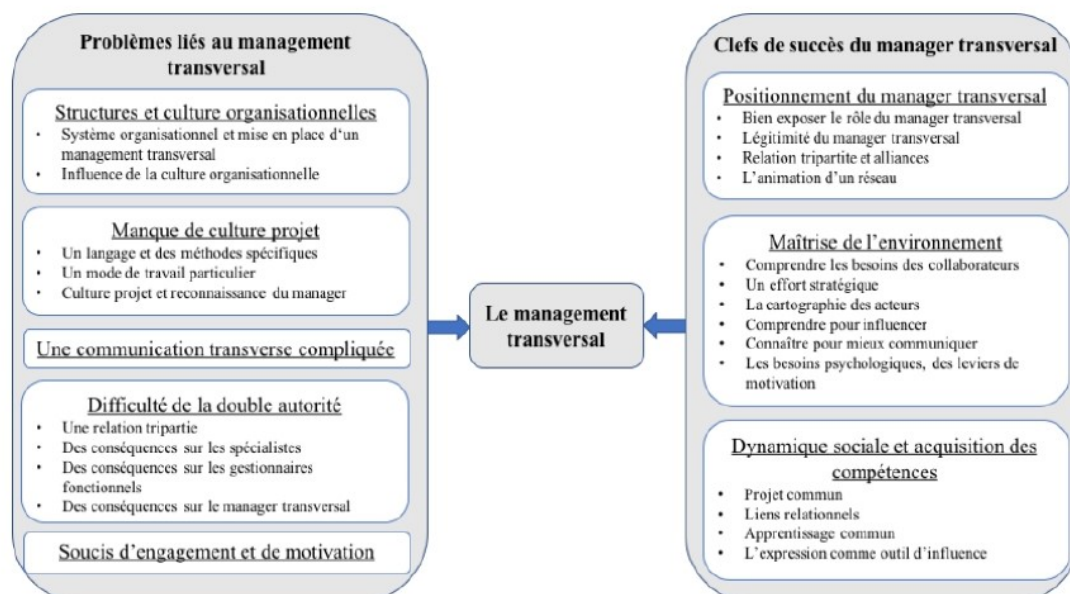 Problèmes liés au management
transversal
Structures et culture organisationnelles
• Système organisationnel et mise en place d'un
management transversal
• Influence de la culture organisationnelle
Manque de culture projet
• Un langage et des méthodes spécifiques
• Un mode de travail particulier
• Culture projet et reconnaissance du manager
Une communication transverse compliquée
Difficulté de la double autorité
• Une relation tripartie
• Des conséquences sur les spécialistes
• Des conséquences sur les gestionnaires
fonctionnels
• Des conséquences sur le manager transversal
Soucis d'engagement et de motivation
Le management
transversal
Clefs de succès du manager transversal
Positionnement du manager transversal
• Bien exposer le rôle du manager transversal
• Légitimité du manager transversal
• Relation tripartite et alliances
• L'animation d'un réseau
Maîtrise de l'environnement
• Comprendre les besoins des collaborateurs
• Un effort stratégique
• La cartographie des acteurs
• Comprendre pour influencer
• Connaître pour mieux communiquer
• Les besoins psychologiques, des leviers de
motivation
Dynamique sociale et acquisition des
compétences
• Projet commun
• Liens relationnels
• Apprentissage commun
• L'expression comme outil d'influence